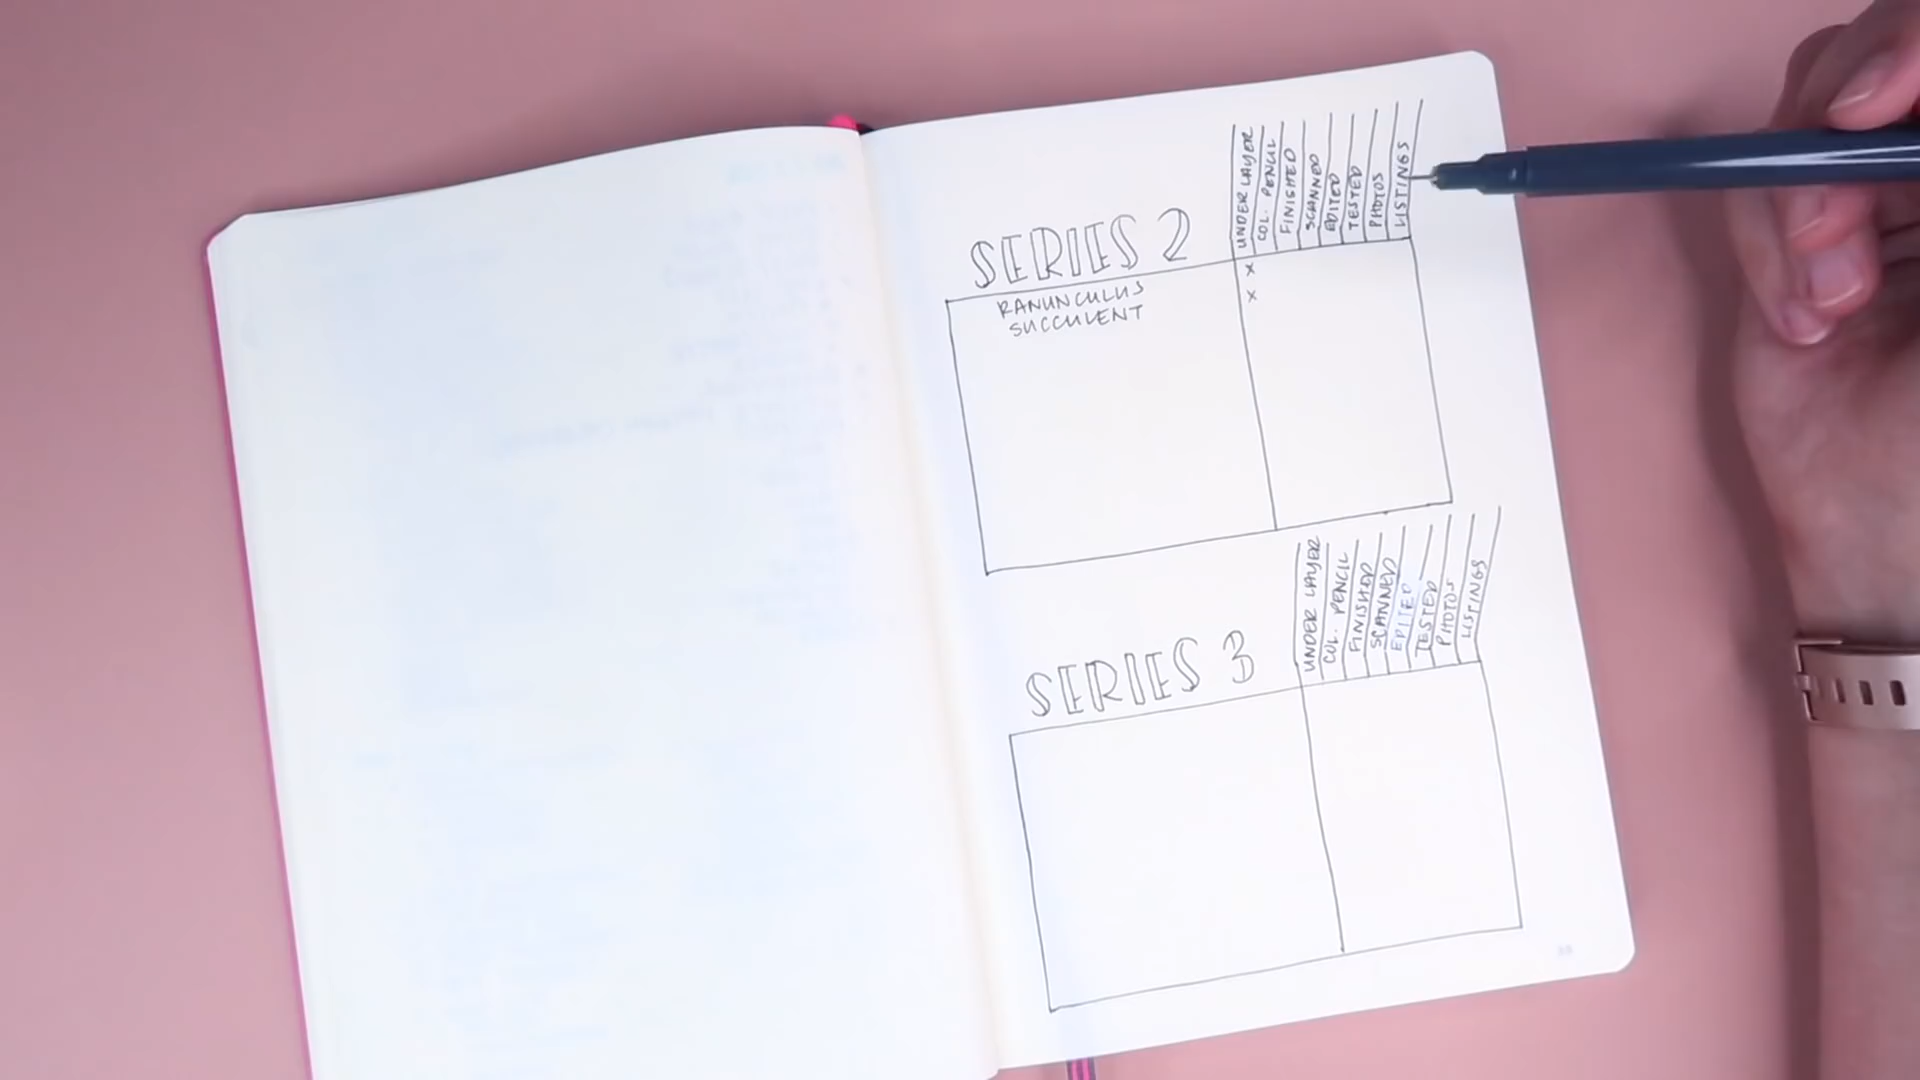 SERIES 2
UNDER LAYER
COL. PENCIL
FINISHED
SCANNED
EDITED
TESTED
PHOTOS
LISTINGS
RANUNCULUS X
SUCCULENT X
SERIES 3
UNDER LAYER
COL. PENCIL
FINISHED
SCANNED
EDITED
TESTED
PHOTOS
LISTINGS